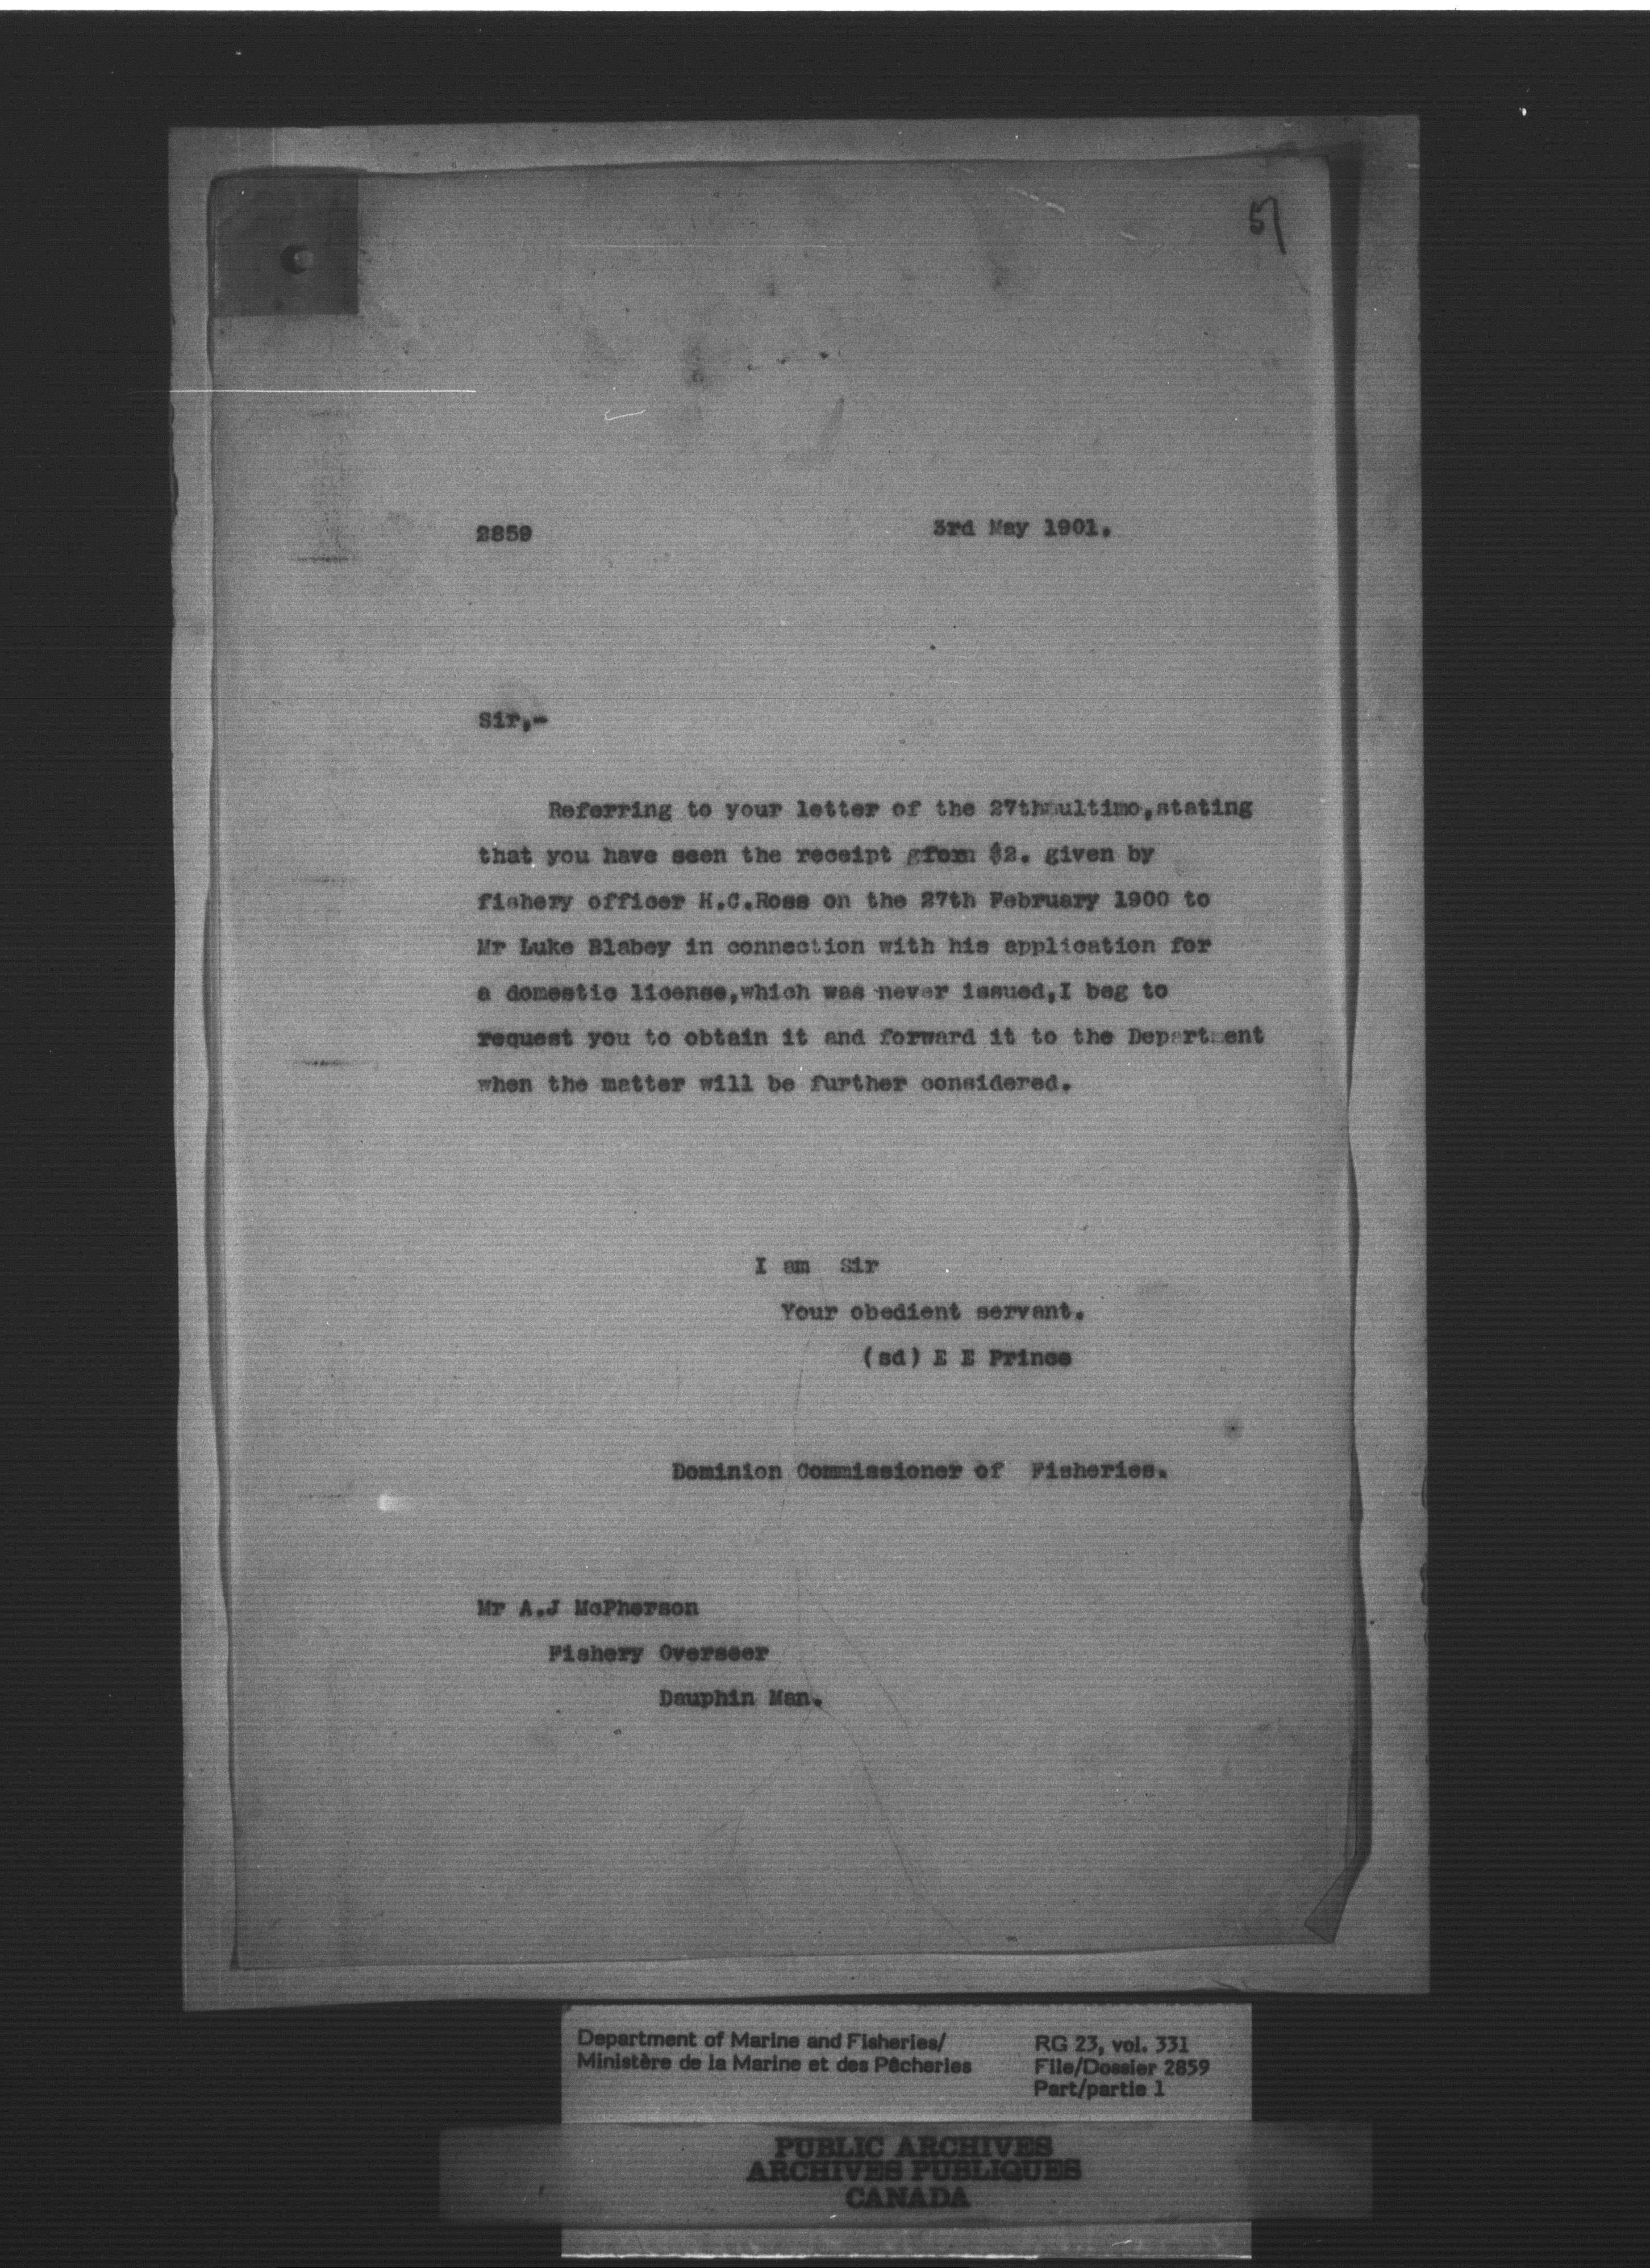 57
2859 3rd May 1901.
Sir,-
Referring to your letter of the 27th ultimo,stating
that you have seen the receipt for $2. given by
fishery officer H.C.Ross on the 27th February 1900 to
Mr Luke Blabey in connection with his application for
a domestic license,which was never issued,I beg to
request you to obtain it and forward it to the Department
when the matter will be further considered.
I am Sir
Your obedient servant.
(sd) E E Prince
Dominion Commissioner of Fisheries.
Mr A.J McPherson
Fishery Overseer
Dauphin Man.
Department of Marine and Fisheries/ RG 23, vol. 331
Ministère de la Marine et des Pêcheries File/Dossier 2859
Part/partie 1
PUBLIC ARCHIVES
ARCHIVES PUBLIQUES
CANADA